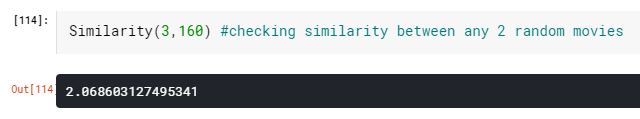 [114]:
Similarity(3,160) #checking similarity between any 2 random movies
Out[114
2.068603127495341